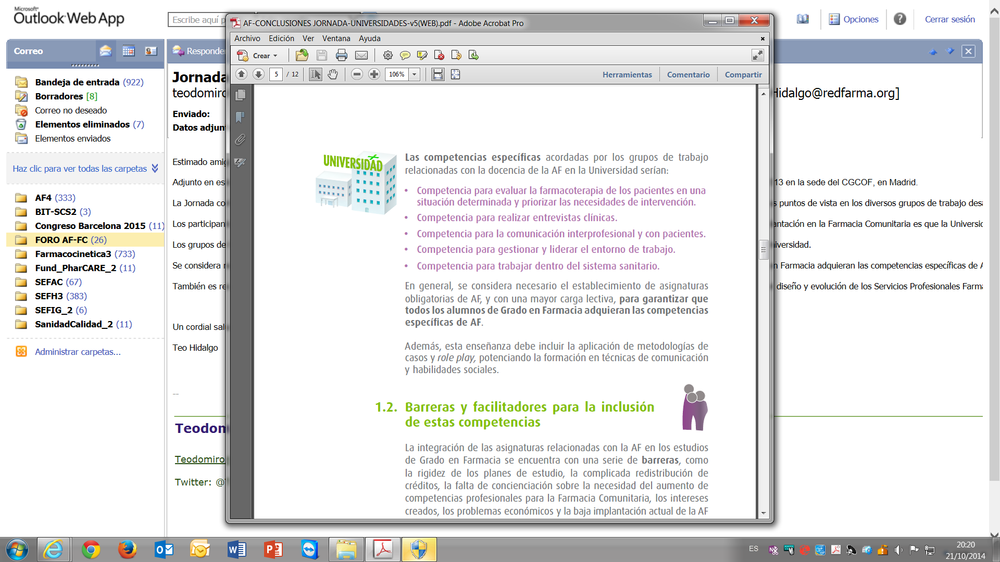 Microsoft
Outlook Web App
Escribe aquí p
Opciones
Cerrar sesión
Correo
Bandeja de entrada (922)
Borradores [8]
Correo no deseado
Elementos eliminados (7)
Elementos enviados
Haz clic para ver todas las carpetas
AF4 (333)
BIT-SCS2 (3)
Congreso Barcelona 2015 (11)
FORO AF-FC (26)
Farmacocinetica3 (733)
Fund_PharCARE_2 (11)
SEFAC (67)
SEFH3 (383)
SEFIG_2 (6)
SanidadCalidad_2 (11)
Administrar carpetas...
Responde
Jornada
teodomiro
Hidalgo@redfarma.org]
Enviado:
Datos adjun
Estimado amig
Adjunto en es
13 en la sede del CGCOF, en Madrid.
La Jornada co
s puntos de vista en los diversos grupos de trabajo desa
Los participan
antación en la Farmacia Comunitaria es que la Universid
Los grupos de
iversidad.
Se considera
n Farmacia adquieran las competencias específicas de A
También es re
diseño y evolución de los Servicios Profesionales Farma
Un cordial sal
Teo Hidalgo
--
Teodom
Teodomiro
Twitter: @
AF-CONCLUSIONES JORNADA-UNIVERSIDADES-v5(WEB).pdf - Adobe Acrobat Pro
Archivo Edición Ver Ventana Ayuda
Crear
5 / 12
106%
Herramientas Comentario Compartir
UNIVERSIDAD
Las competencias específicas acordadas por los grupos de trabajo
relacionadas con la docencia de la AF en la Universidad serían:
• Competencia para evaluar la farmacoterapia de los pacientes en una
situación determinada y priorizar las necesidades de intervención.
• Competencia para realizar entrevistas clínicas.
• Competencia para la comunicación interprofesional y con pacientes.
• Competencia para gestionar y liderar el entorno de trabajo.
• Competencia para trabajar dentro del sistema sanitario.
En general, se considera necesario el establecimiento de asignaturas
obligatorias de AF, y con una mayor carga lectiva, para garantizar que
todos los alumnos de Grado en Farmacia adquieran las competencias
específicas de AF.
Además, esta enseñanza debe incluir la aplicación de metodologías de
casos y role play, potenciando la formación en técnicas de comunicación
y habilidades sociales.
1.2. Barreras y facilitadores para la inclusión
de estas competencias
La integración de las asignaturas relacionadas con la AF en los estudios
de Grado en Farmacia se encuentra con una serie de barreras, como
la rigidez de los planes de estudio, la complicada redistribución de
créditos, la falta de concienciación sobre la necesidad del aumento de
competencias profesionales para la Farmacia Comunitaria, los intereses
creados, los problemas económicos y la baja implantación actual de la AF
ES
20:20
21/10/2014